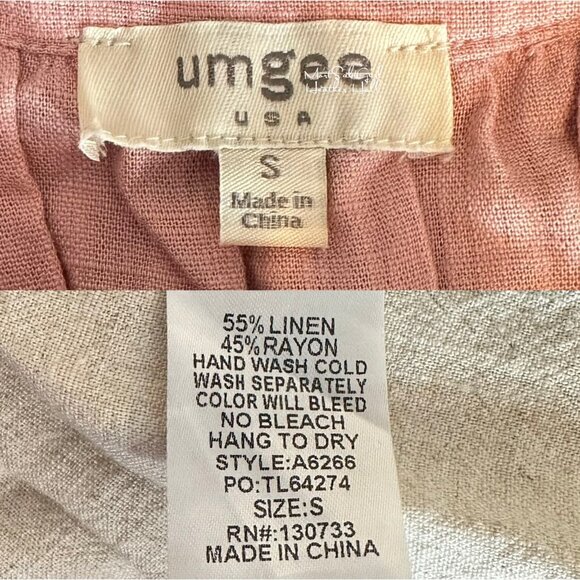 umgee
USA
S
Made in
China
55% LINEN
45% RAYON
HAND WASH COLD
WASH SEPARATELY
COLOR WILL BLEED
NO BLEACH
HANG TO DRY
STYLE:A6266
PO:TL64274
SIZE:S
RN#:130733
MADE IN CHINA